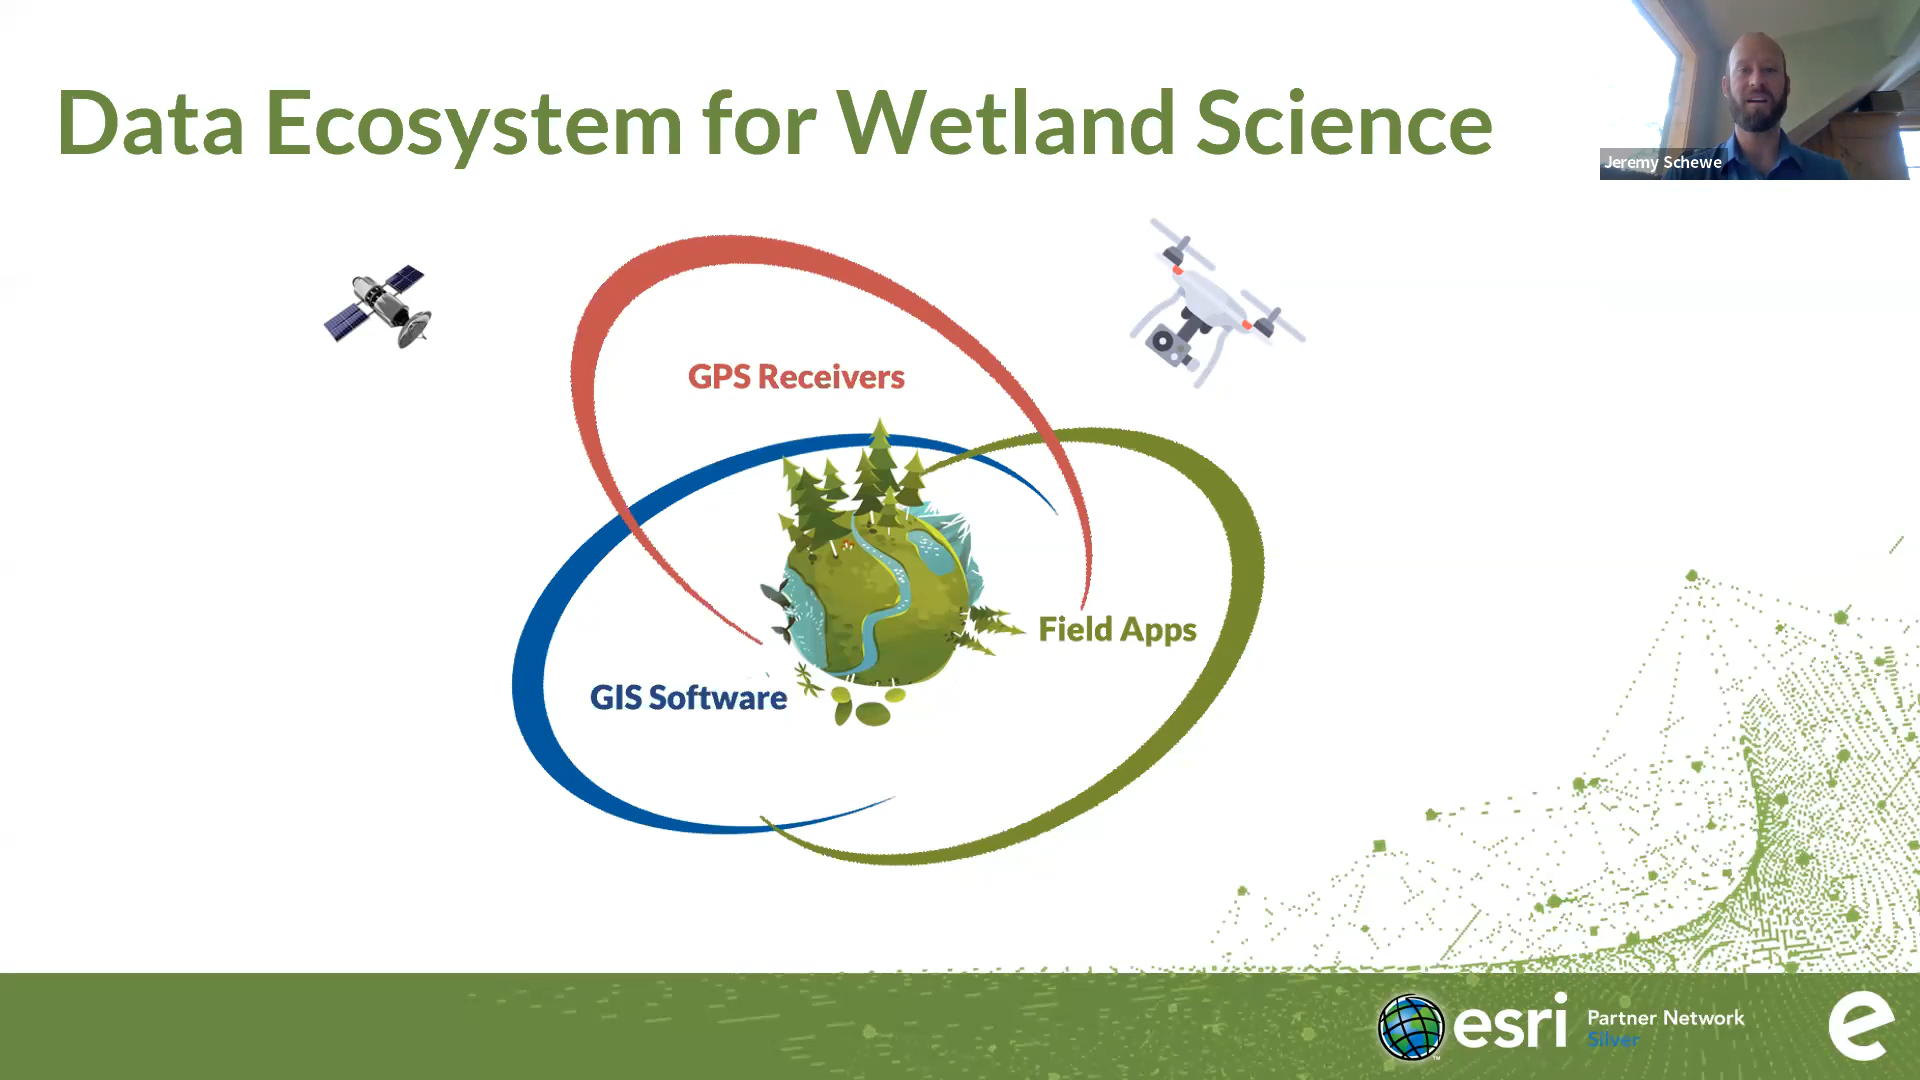 Data Ecosystem for Wetland Science
Jeremy Schewe
GPS Receivers
Field Apps
GIS Software
esri Partner Network
Silver
e